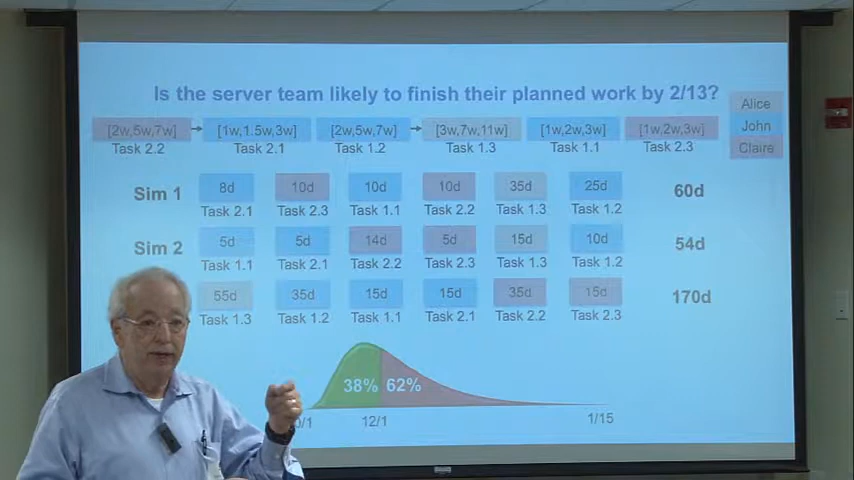 Is the server team likely to finish their planned work by 2/13?
Alice
John
Claire
[2w,5w,7w] [1w,1.5w,3w] [2w,5w,7w] [3w,7w,11w] [1w,2w,3w] [1w,2w,3w]
Task 2.2 Task 2.1 Task 1.2 Task 1.3 Task 1.1 Task 2.3
Sim 1 8d 10d 10d 10d 35d 25d 60d
Task 2.1 Task 2.3 Task 1.1 Task 2.2 Task 1.3 Task 1.2
Sim 2 5d 5d 14d 5d 15d 10d 54d
Task 1.1 Task 2.1 Task 2.2 Task 2.3 Task 1.3 Task 1.2
55d 35d 15d 15d 35d 15d 170d
Task 1.3 Task 1.2 Task 1.1 Task 2.1 Task 2.2 Task 2.3
38% 62%
0/1 12/1 1/15